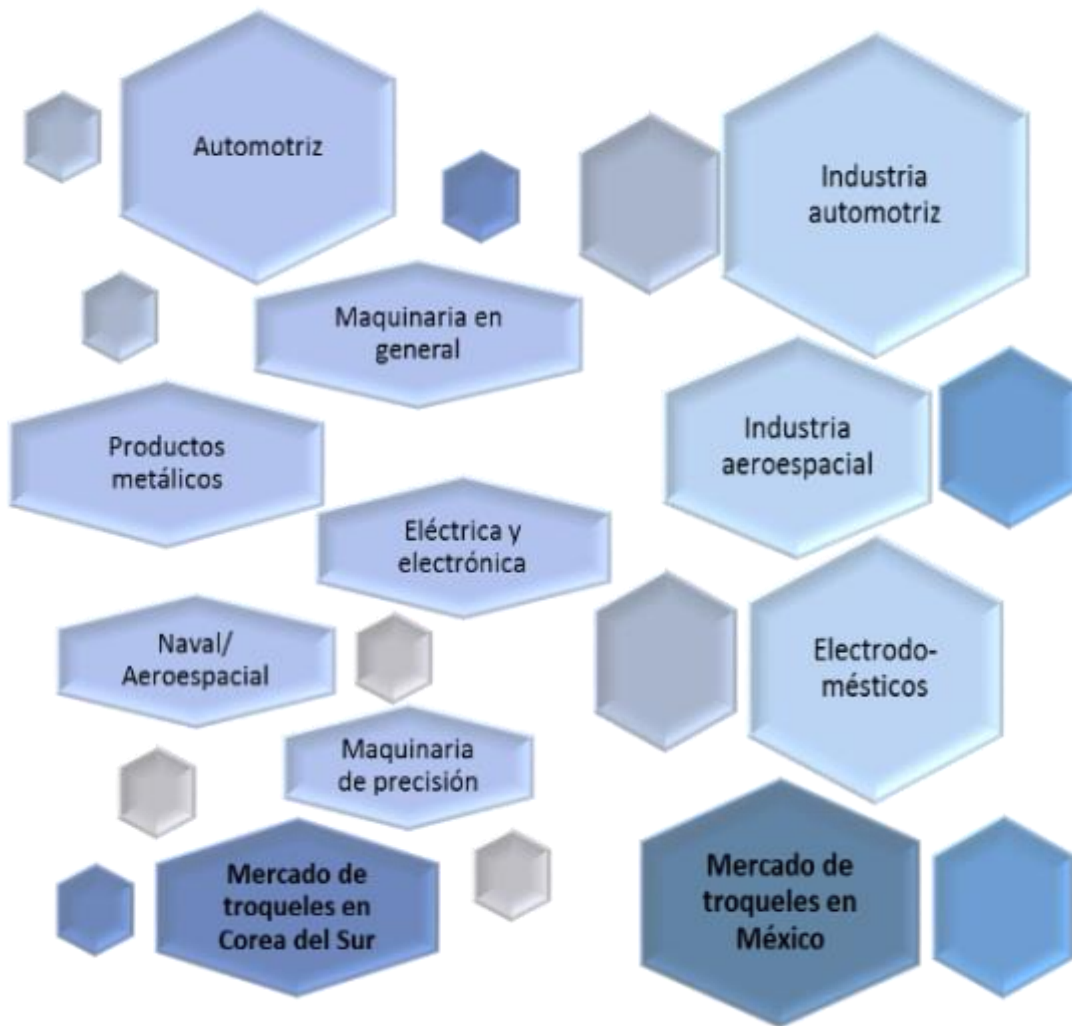 Automotriz
Maquinaria en
general
Productos
metálicos
Eléctrica y
electrónica
Naval/
Aeroespacial
Maquinaria
de precisión
Mercado de
troqueles en
Corea del Sur
Industria
automotriz
Industria
aeroespacial
Electrodo-
mésticos
Mercado de
troqueles en
México